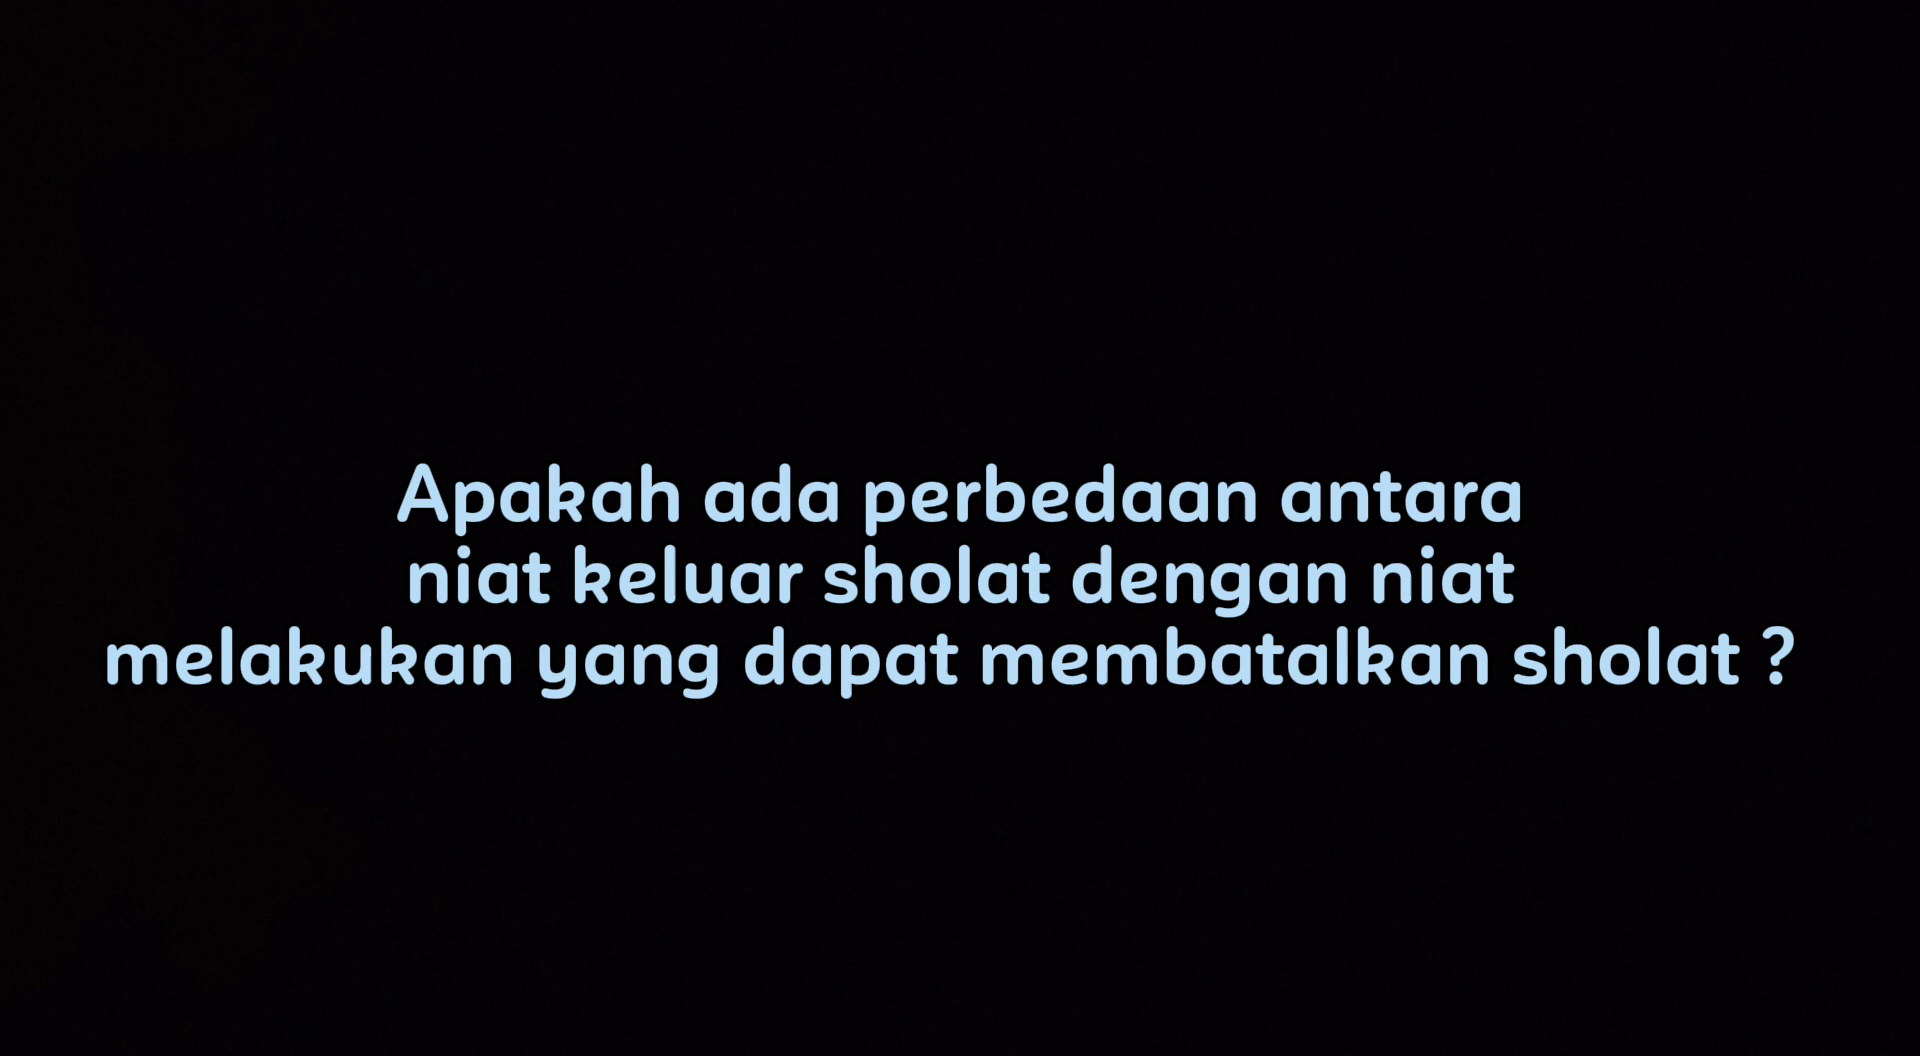 Apakah ada perbedaan antara
niat keluar sholat dengan niat
melakukan yang dapat membatalkan sholat ?